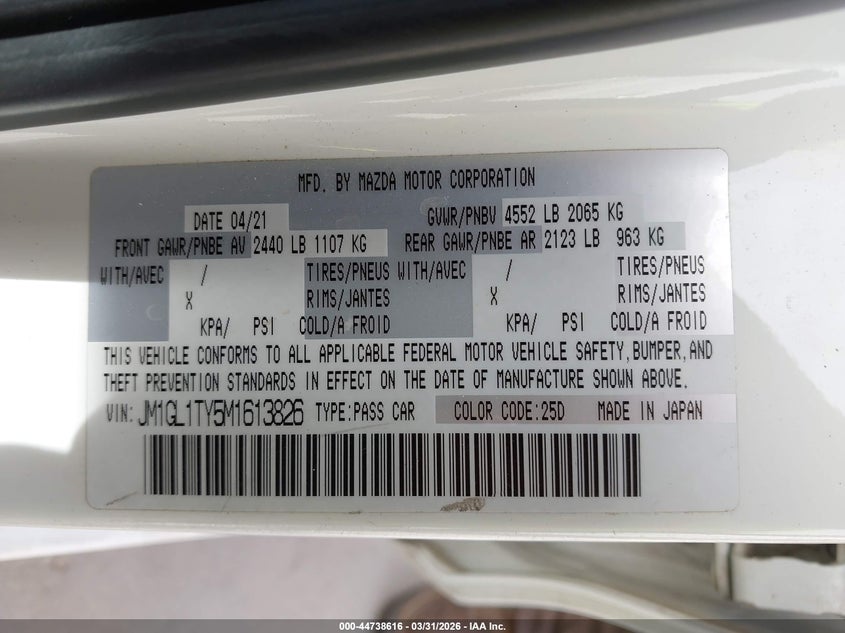 MFD. BY MAZDA MOTOR CORPORATION
DATE 04/21 GVWR/PNBV 4552 LB 2065 KG
FRONT GAWR/PNBE AV 2440 LB 1107 KG REAR GAWR/PNBE AR 2123 LB 963 KG
WITH/AVEC / TIRES/PNEUS WITH/AVEC / TIRES/PNEUS
X RIMS/JANTES X RIMS/JANTES
KPA/ PSI COLD/A FROID KPA/ PSI COLD/A FROID
THIS VEHICLE CONFORMS TO ALL APPLICABLE FEDERAL MOTOR VEHICLE SAFETY,BUMPER,AND
THEFT PREVENTION STANDARDS IN EFFECT ON THE DATE OF MANUFACTURE SHOWN ABOVE.
VIN: JM1GL1TY5M1613826 TYPE:PASS CAR COLOR CODE:25D MADE IN JAPAN
000-44738616 - 03/31/2026 - IAA Inc.